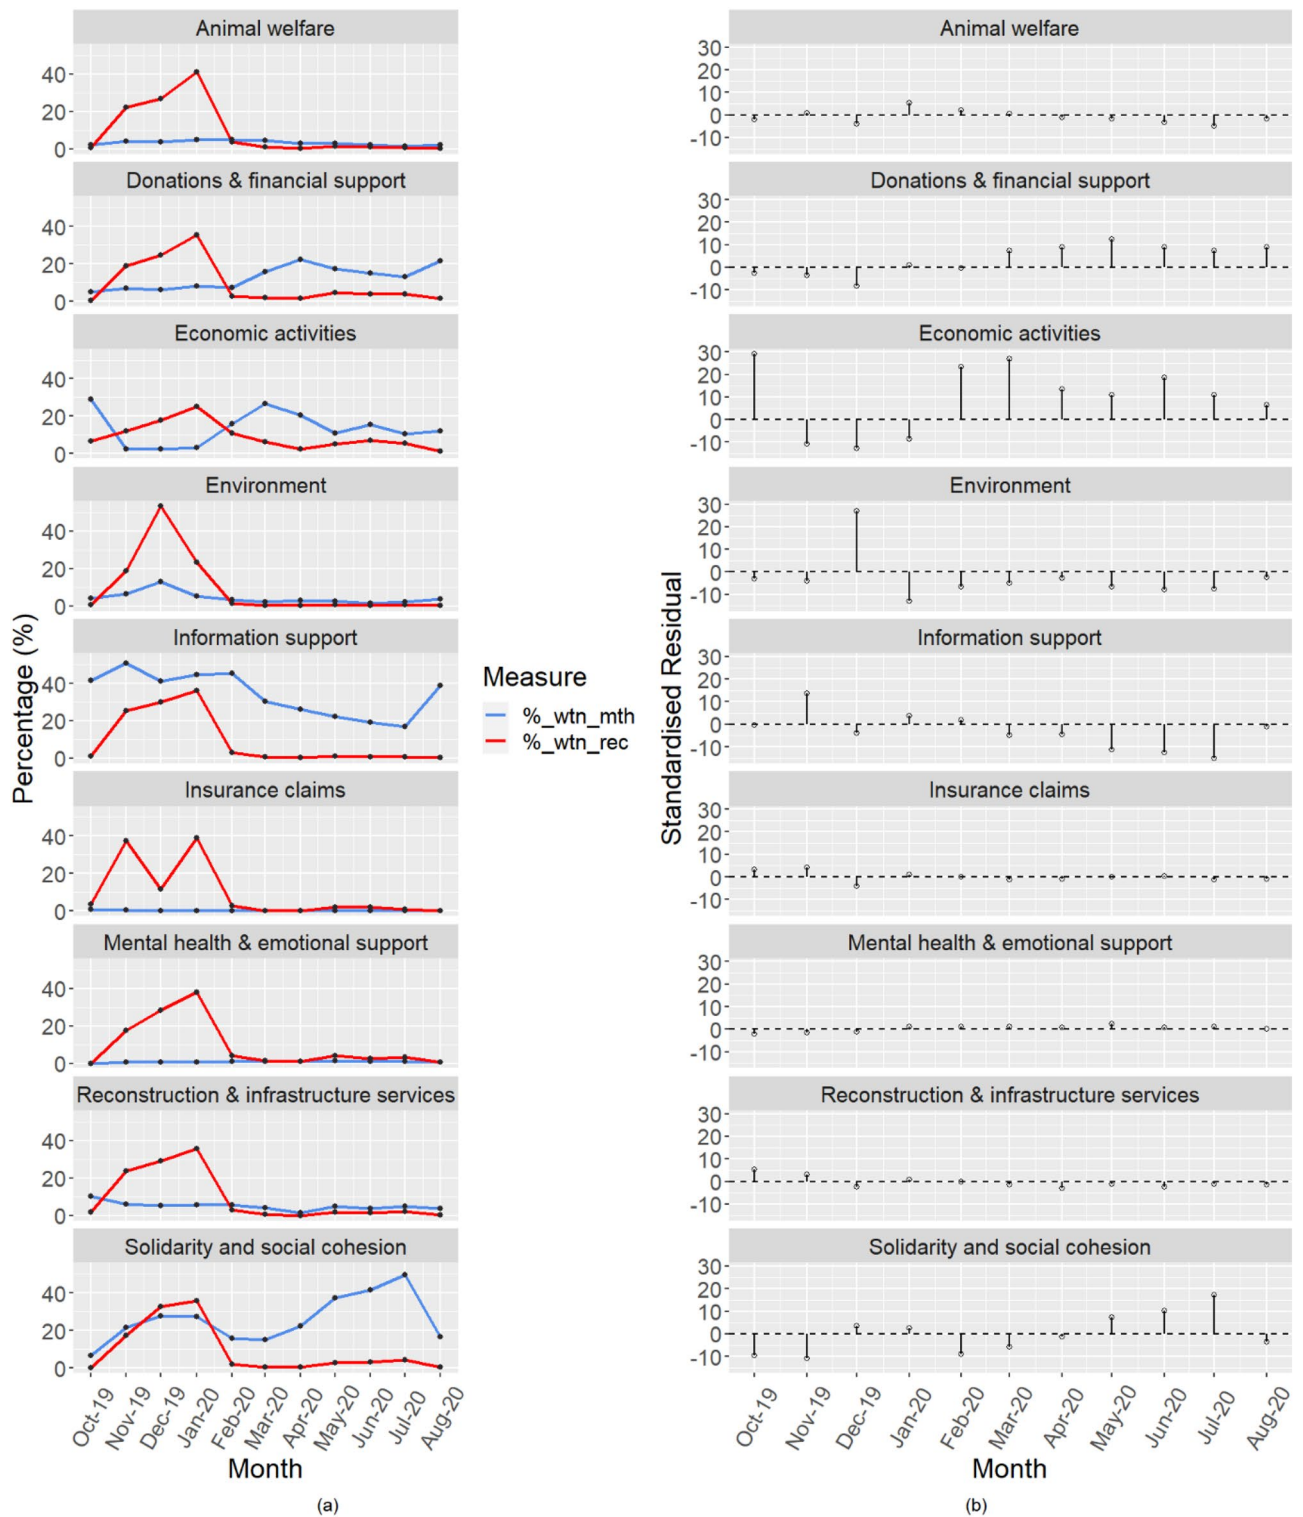 Animal welfare
40
20
0
Donations & financial support
40
20
0
Economic activities
40
20
0
Environment
40
20
0
Information support
40
20
0
Insurance claims
40
20
0
Mental health & emotional support
40
20
0
Reconstruction & infrastructure services
40
20
0
Solidarity and social cohesion
40
20
0
Percentage (%)
Oct-19
Nov-19
Dec-19
Jan-20
Feb-20
Mar-20
Apr-20
May-20
Jun-20
Jul-20
Aug-20
Month
(a)
Measure
%_wtn_mth
%_wtn_rec
Animal welfare
30
20
10
0
-10
Donations & financial support
30
20
10
0
-10
Economic activities
30
20
10
0
-10
Environment
30
20
10
0
-10
Information support
30
20
10
0
-10
Insurance claims
30
20
10
0
-10
Mental health & emotional support
30
20
10
0
-10
Reconstruction & infrastructure services
30
20
10
0
-10
Solidarity and social cohesion
30
20
10
0
-10
Standardised Residual
Oct-19
Nov-19
Dec-19
Jan-20
Feb-20
Mar-20
Apr-20
May-20
Jun-20
Jul-20
Aug-20
Month
(b)